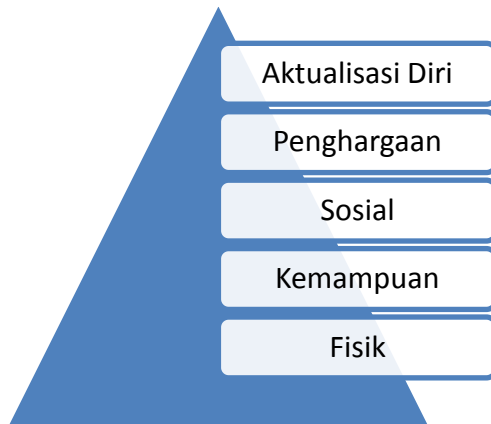 Aktualisasi Diri
Penghargaan
Sosial
Kemampuan
Fisik